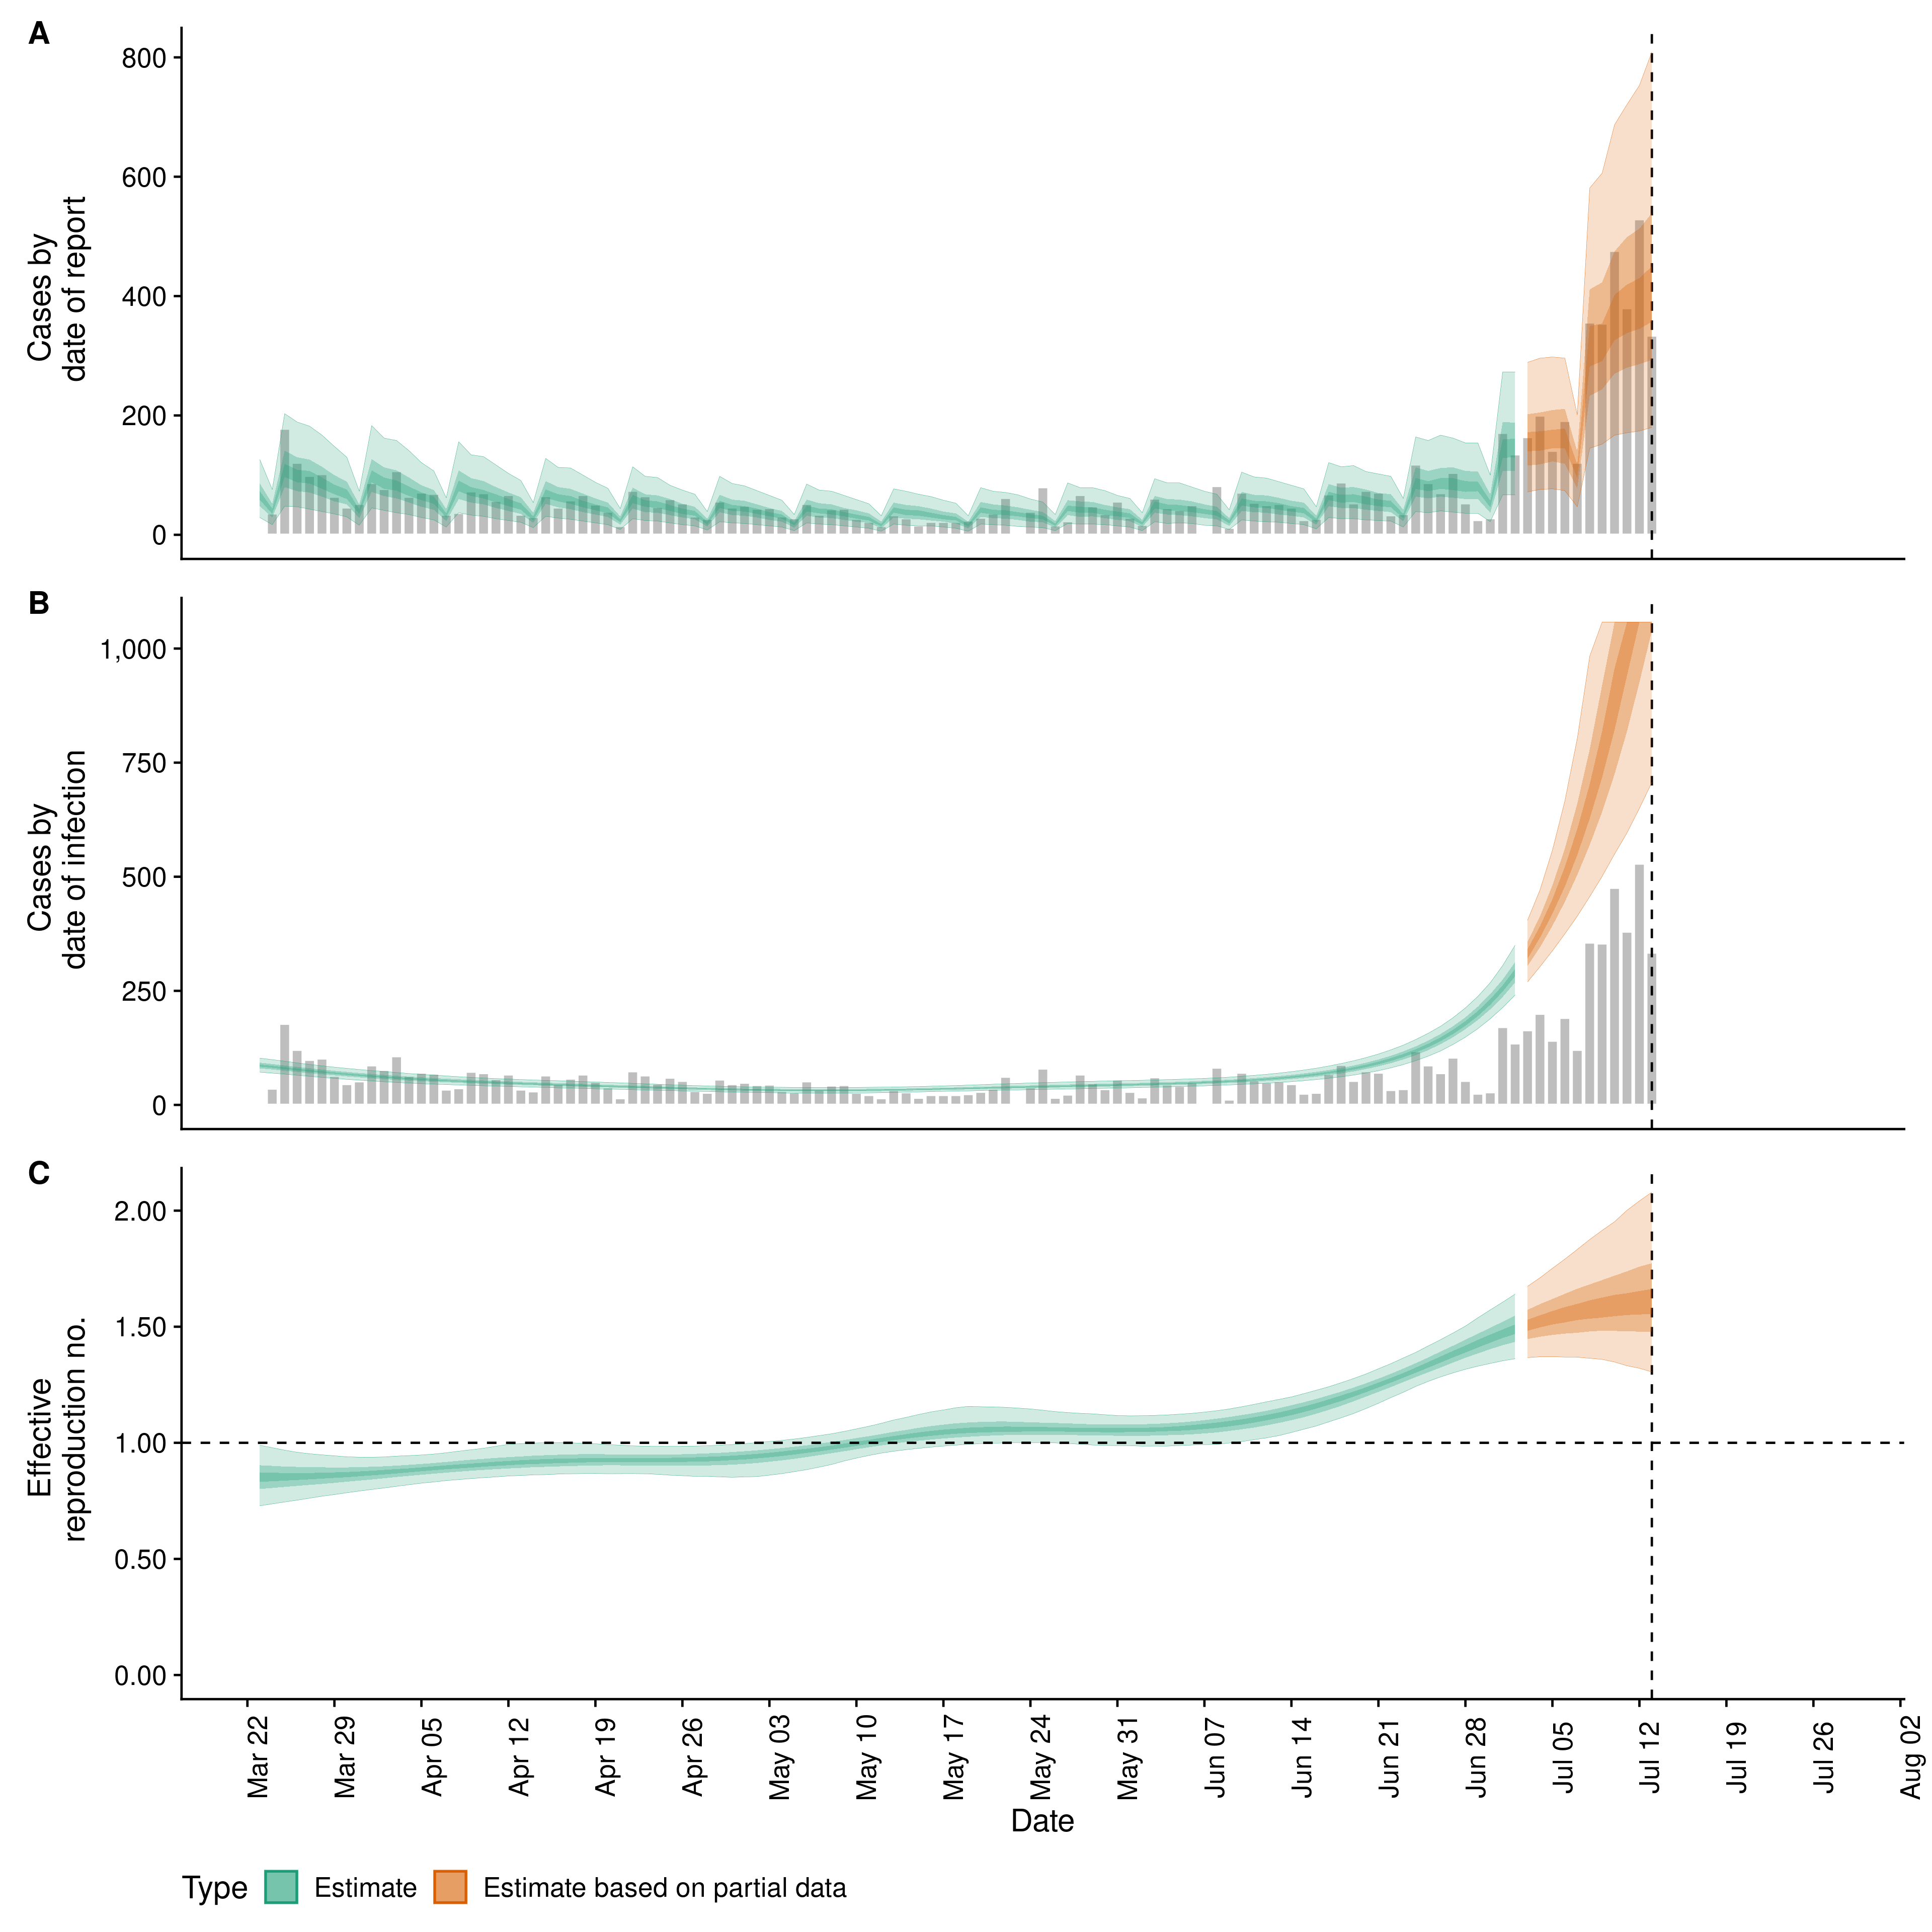 A
800
600
400
200
0
Cases by
date of report
B
1,000
750
500
250
0
Cases by
date of infection
C
2.00
1.50
1.00
0.50
0.00
Effective
reproduction no.
Mar 22
Mar 29
Apr 05
Apr 12
Apr 19
Apr 26
May 03
May 10
May 17
May 24
May 31
Jun 07
Jun 14
Jun 21
Jun 28
Jul 05
Jul 12
Jul 19
Jul 26
Aug 02
Date
Type Estimate Estimate based on partial data